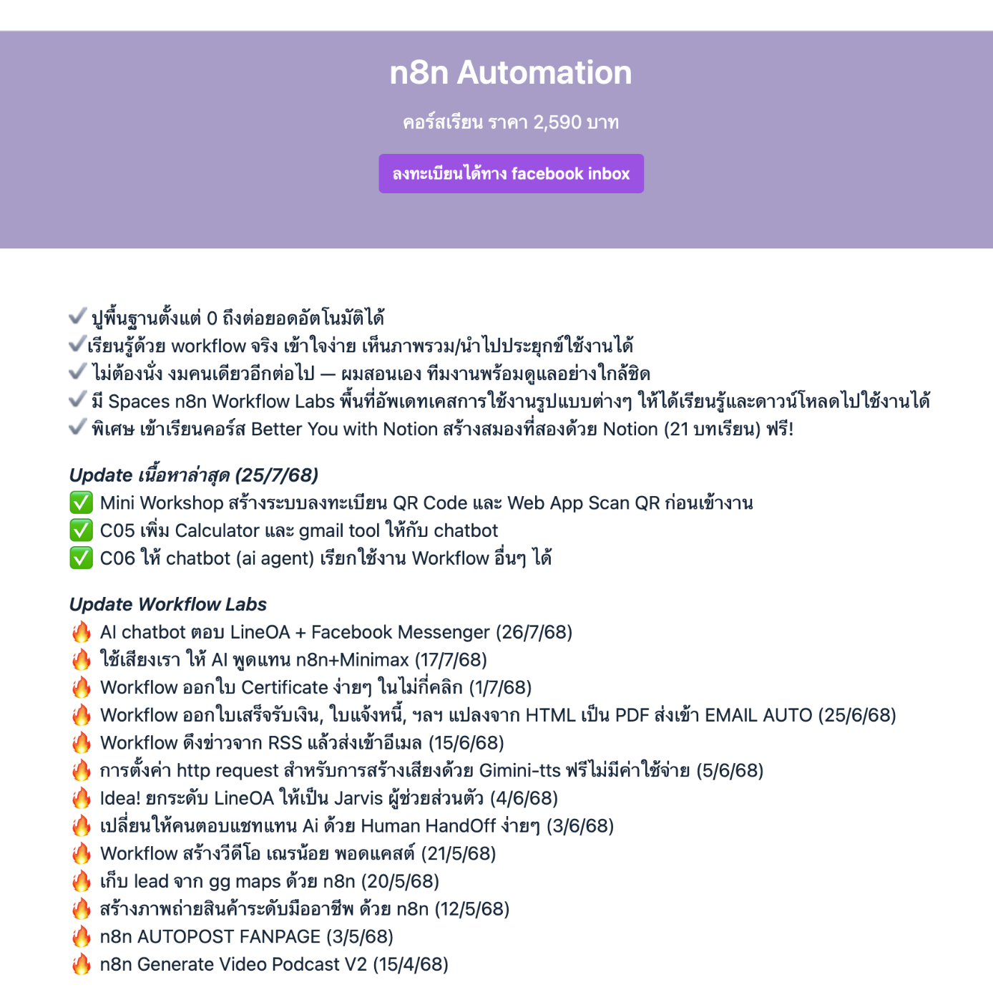 n8n Automation
คอร์สเรียน ราคา 2,590 บาท
ลงทะเบียนได้ทาง facebook inbox
✔️ ปูพื้นฐานตั้งแต่ 0 ถึงต่อยอดอัตโนมัติได้
✔️เรียนรู้ด้วย workflow จริง เข้าใจง่าย เห็นภาพรวม/นำไปประยุกข์ใช้งานได้
✔️ ไม่ต้องนั่ง งมคนเดียวอีกต่อไป — ผมสอนเอง ทีมงานพร้อมดูแลอย่างใกล้ชิด
✔️ มี Spaces n8n Workflow Labs พื้นที่อัพเดทเคสการใช้งานรูปแบบต่างๆ ให้ได้เรียนรู้และดาวน์โหลดไปใช้งานได้
✔️ พิเศษ เข้าเรียนคอร์ส Better You with Notion สร้างสมองที่สองด้วย Notion (21 บทเรียน) ฟรี!
Update เนื้อหาล่าสุด (25/7/68)
✅ Mini Workshop สร้างระบบลงทะเบียน QR Code และ Web App Scan QR ก่อนเข้างาน
✅ C05 เพิ่ม Calculator และ gmail tool ให้กับ chatbot
✅ C06 ให้ chatbot (ai agent) เรียกใช้งาน Workflow อื่นๆ ได้
Update Workflow Labs
🔥 AI chatbot ตอบ LineOA + Facebook Messenger (26/7/68)
🔥 ใช้เสียงเรา ให้ AI พูดแทน n8n+Minimax (17/7/68)
🔥 Workflow ออกใบ Certificate ง่ายๆ ในไม่กี่คลิก (1/7/68)
🔥 Workflow ออกใบเสร็จรับเงิน, ใบแจ้งหนี้, ฯลฯ แปลงจาก HTML เป็น PDF ส่งเข้า EMAIL AUTO (25/6/68)
🔥 Workflow ดึงข่าวจาก RSS แล้วส่งเข้าอีเมล (15/6/68)
🔥 การตั้งค่า http request สำหรับการสร้างเสียงด้วย Gimini-tts ฟรีไม่มีค่าใช้จ่าย (5/6/68)
🔥 Idea! ยกระดับ LineOA ให้เป็น Jarvis ผู้ช่วยส่วนตัว (4/6/68)
🔥 เปลี่ยนให้คนตอบแชทแทน Ai ด้วย Human HandOff ง่ายๆ (3/6/68)
🔥 Workflow สร้างวีดีโอ เณรน้อย พอดแคสต์ (21/5/68)
🔥 เก็บ lead จาก gg maps ด้วย n8n (20/5/68)
🔥 สร้างภาพถ่ายสินค้าระดับมืออาชีพ ด้วย n8n (12/5/68)
🔥 n8n AUTOPOST FANPAGE (3/5/68)
🔥 n8n Generate Video Podcast V2 (15/4/68)